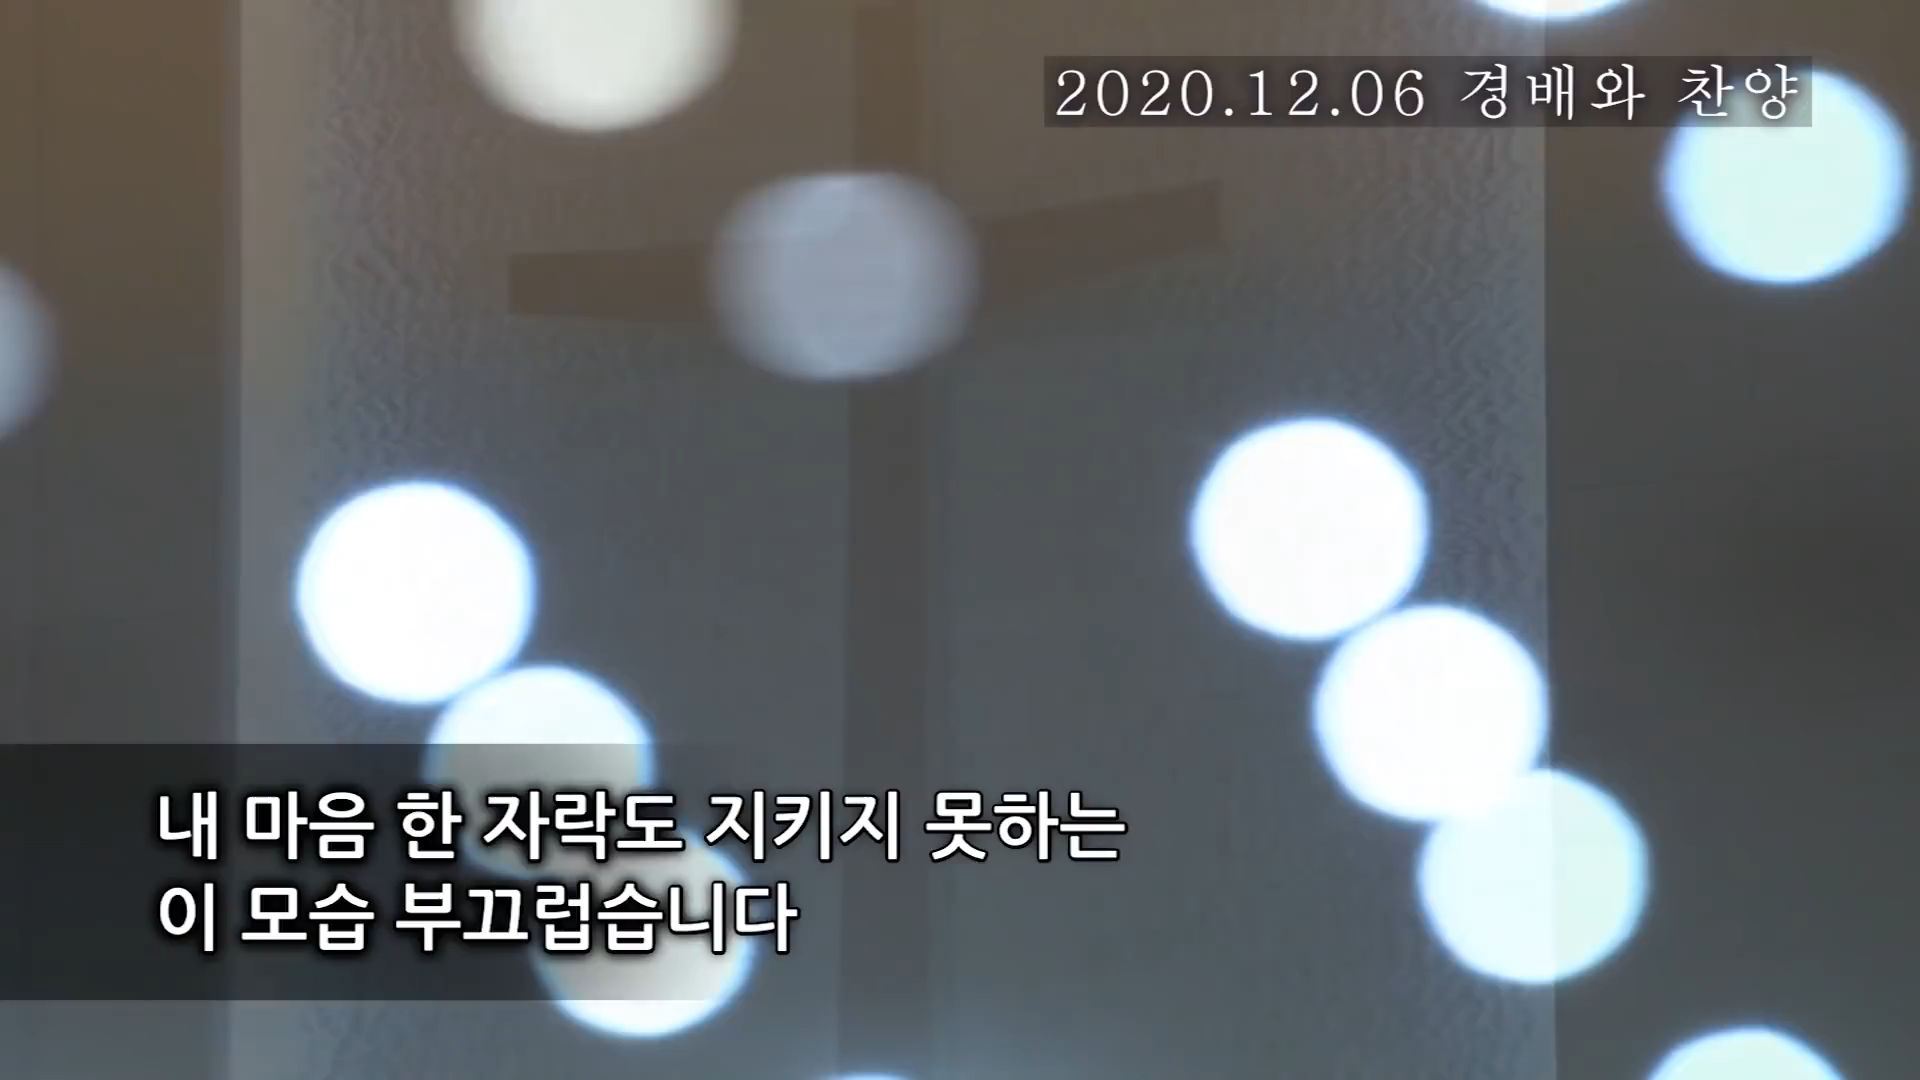 2020.12.06 경배와 찬양
내 마음 한 자락도 지키지 못하는
이 모습 부끄럽습니다